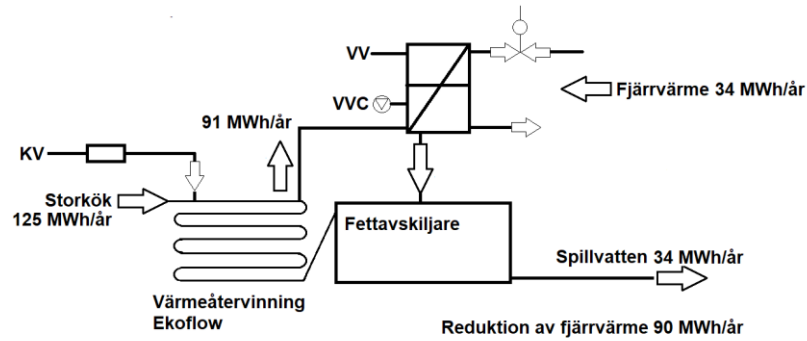 VV
VVC
Fjärrvärme 34 MWh/år
91 MWh/år
KV
Storkök
125 MWh/år
Fettavskiljare
Spillvatten 34 MWh/år
Värmeåtervinning
Ekoflow
Reduktion av fjärrvärme 90 MWh/år